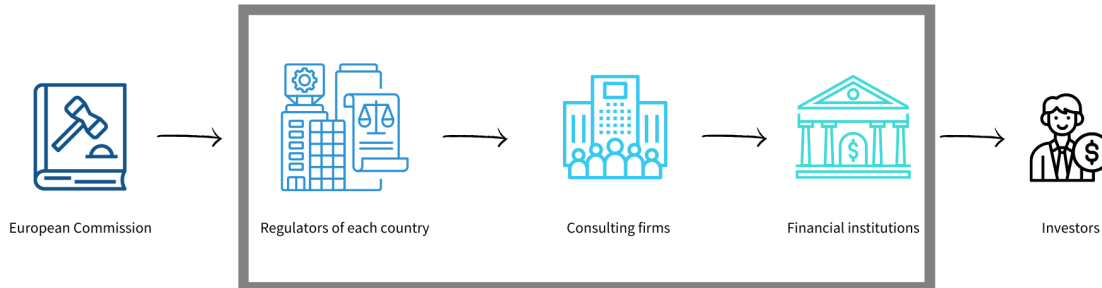 European Commission
Regulators of each country
Consulting firms
Financial institutions
Investors
$
$